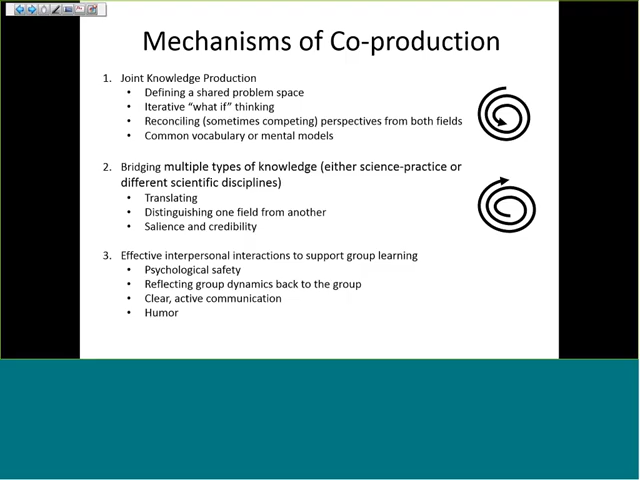 Mechanisms of Co-production
1. Joint Knowledge Production
• Defining a shared problem space
• Iterative “what if” thinking
• Reconciling (sometimes competing) perspectives from both fields
• Common vocabulary or mental models
2. Bridging multiple types of knowledge (either science-practice or
different scientific disciplines)
• Translating
• Distinguishing one field from another
• Salience and credibility
3. Effective interpersonal interactions to support group learning
• Psychological safety
• Reflecting group dynamics back to the group
• Clear, active communication
• Humor